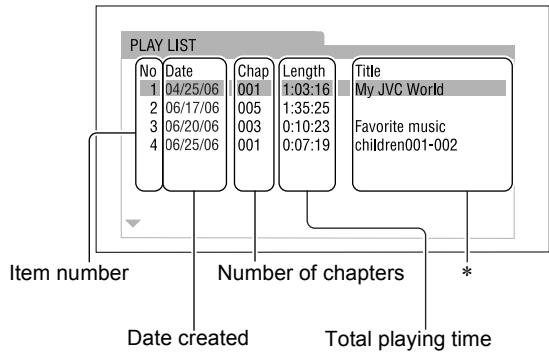 PLAY LIST
No Date Chap Length Title
1 04/25/06 001 1:03:16 My JVC World
2 06/17/06 005 1:35:25
3 06/20/06 003 0:10:23 Favorite music
4 06/25/06 001 0:07:19 children001-002
Item number Number of chapters *
Date created Total playing time